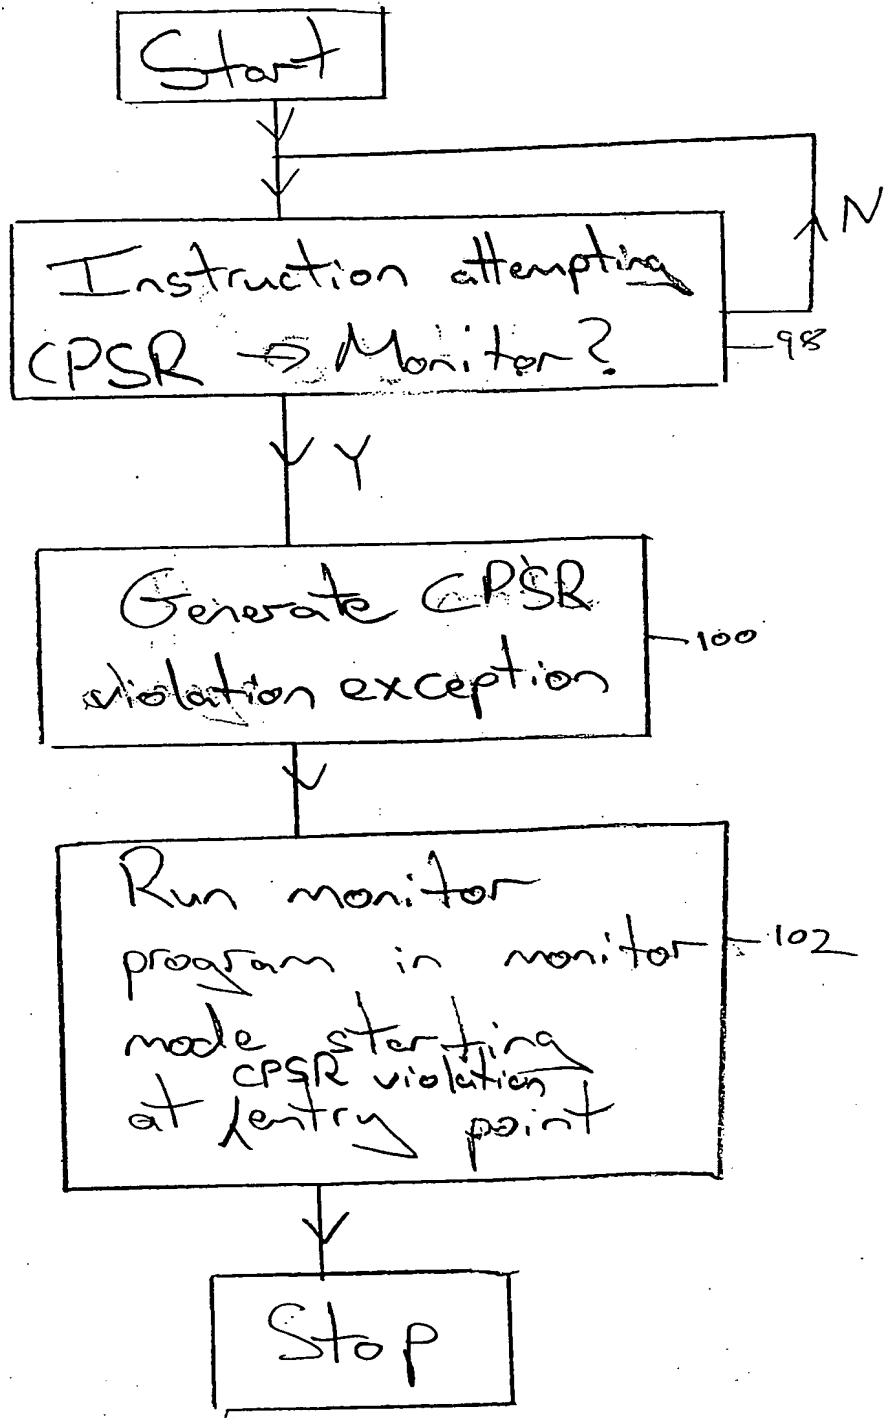 Start
N
Instruction attempting
CPSR → Monitor?
98
Y
Generate CPSR
violation exception
100
Run monitor
program in monitor
102
mode starting
CPSR violation
at entry point
Stop